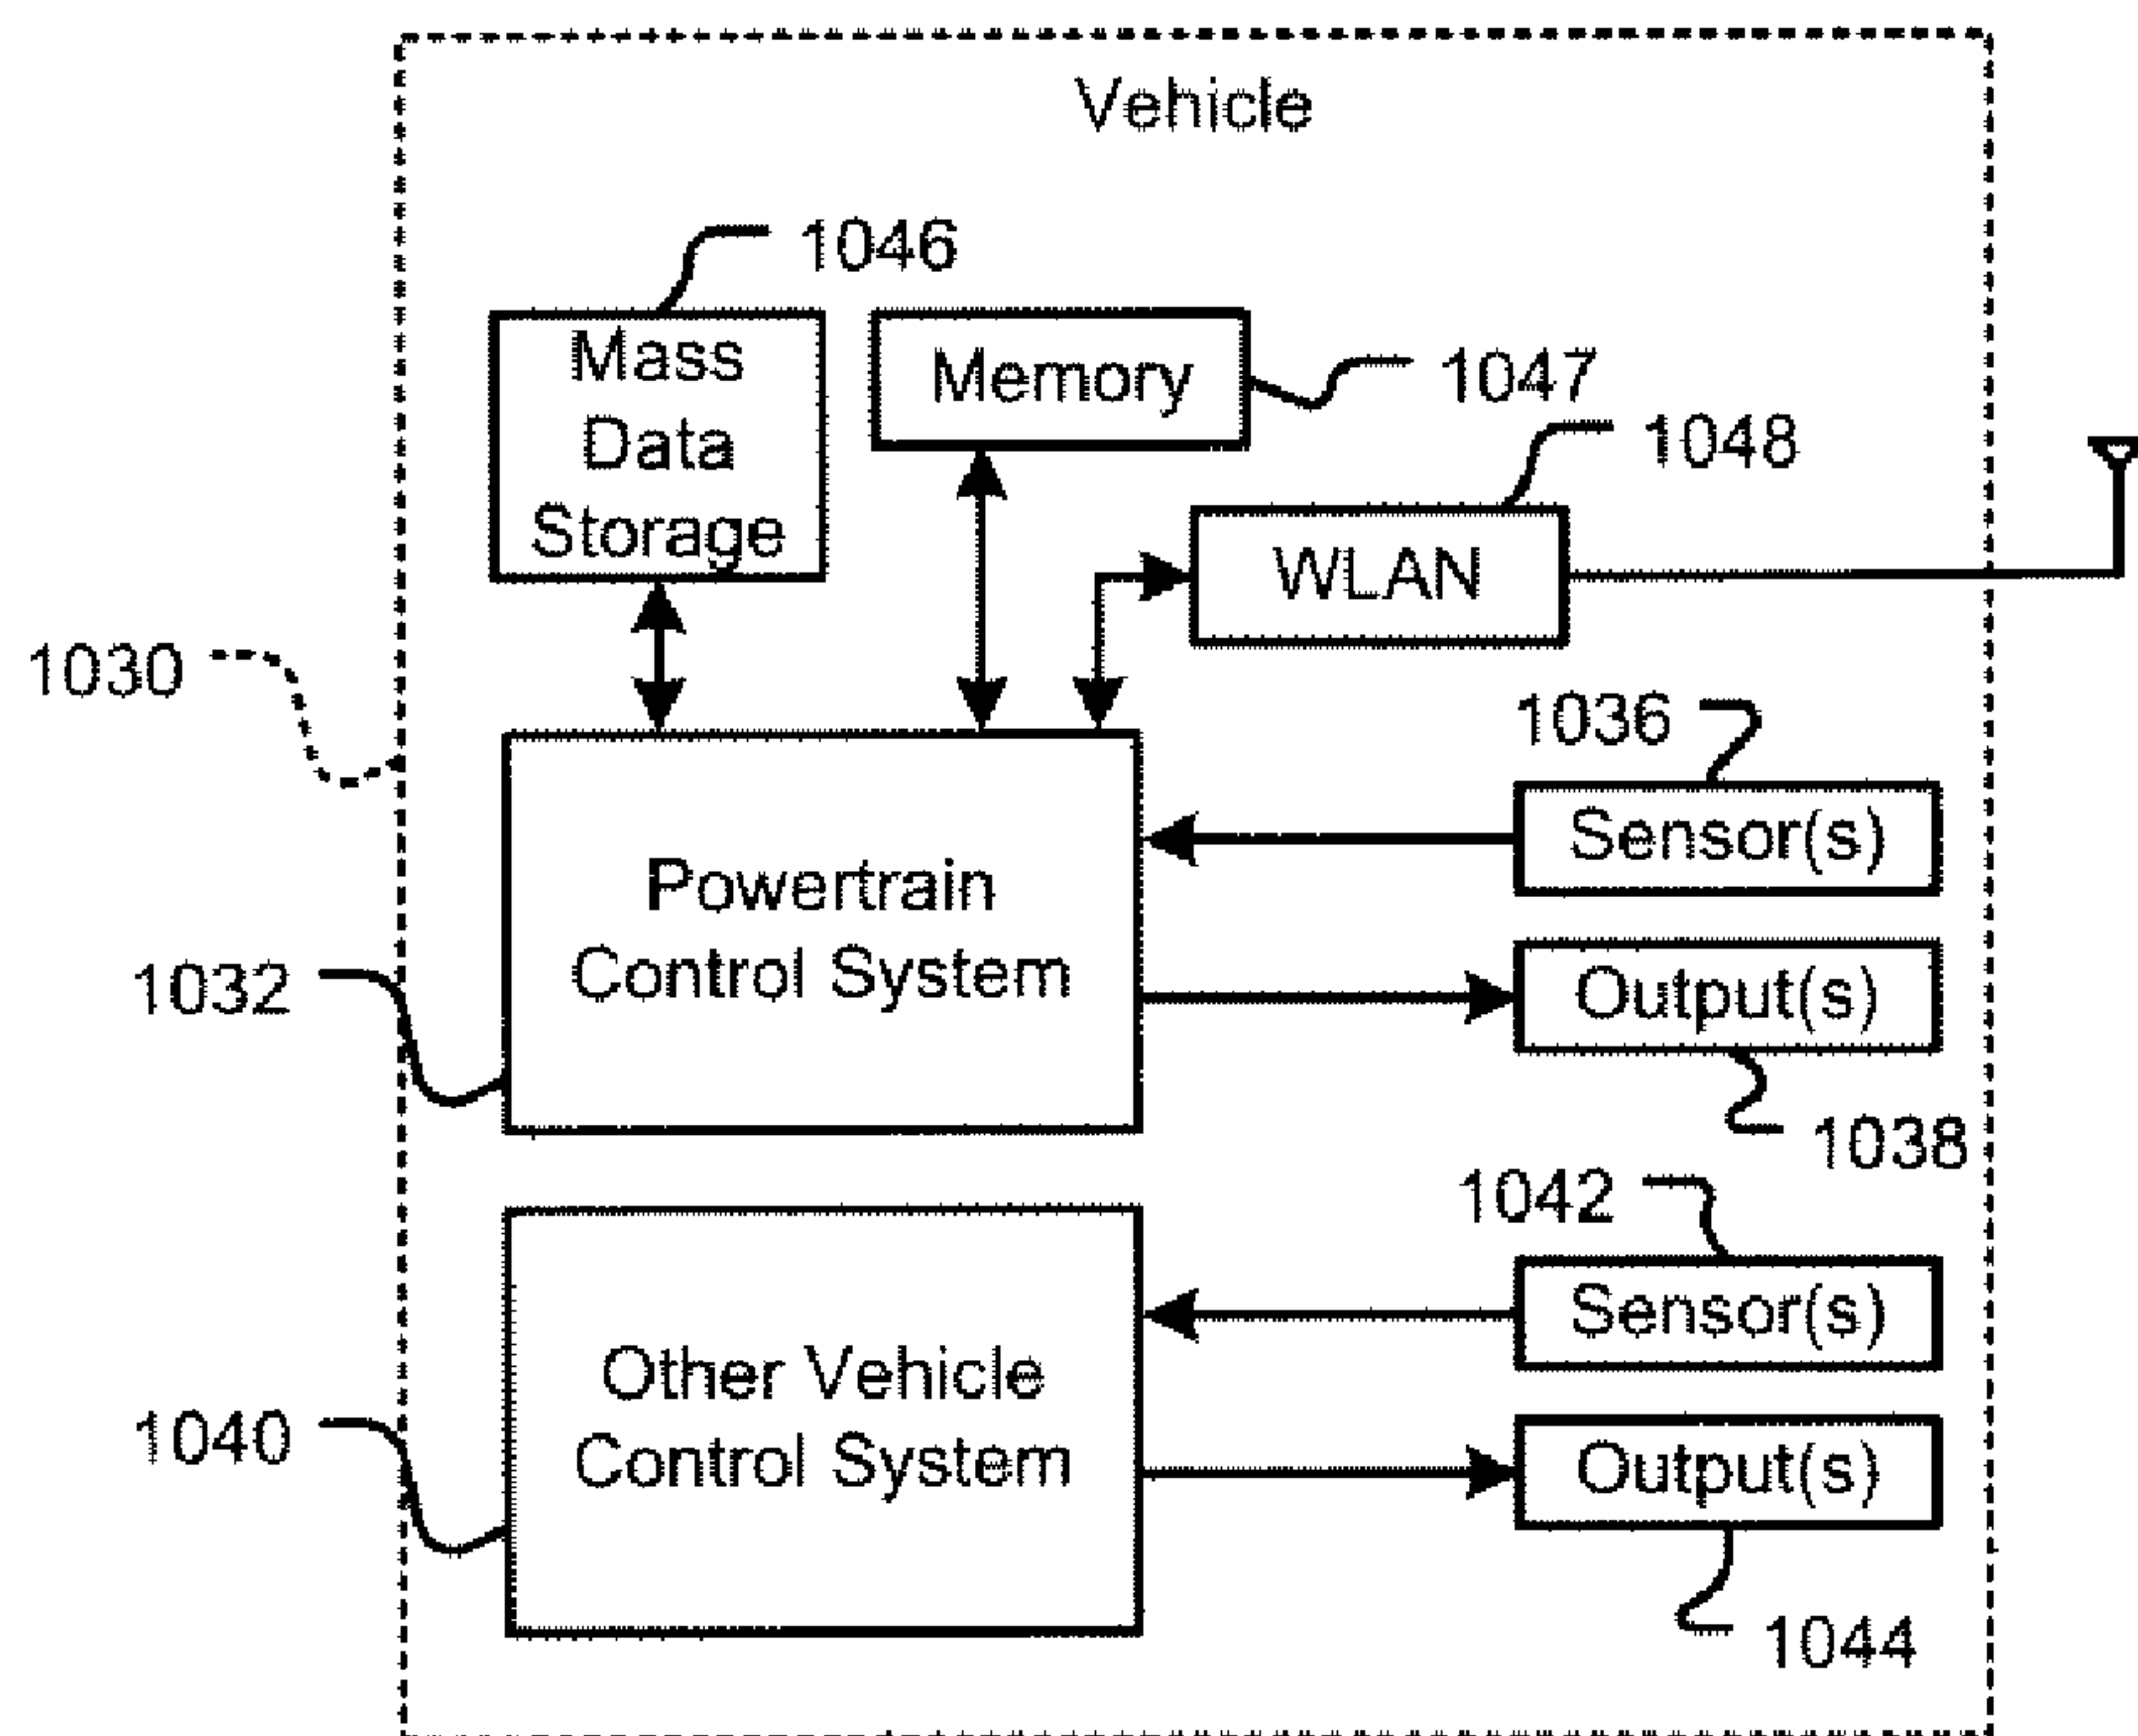 Vehicle
1046
Mass
Data
Storage
Memory
1047
1048
WLAN
1030
1036
Sensor(s)
Powertrain
Control System
Output(s)
1032
1038
1042
Sensor(s)
Other Vehicle
Control System
1040
Output(s)
1044